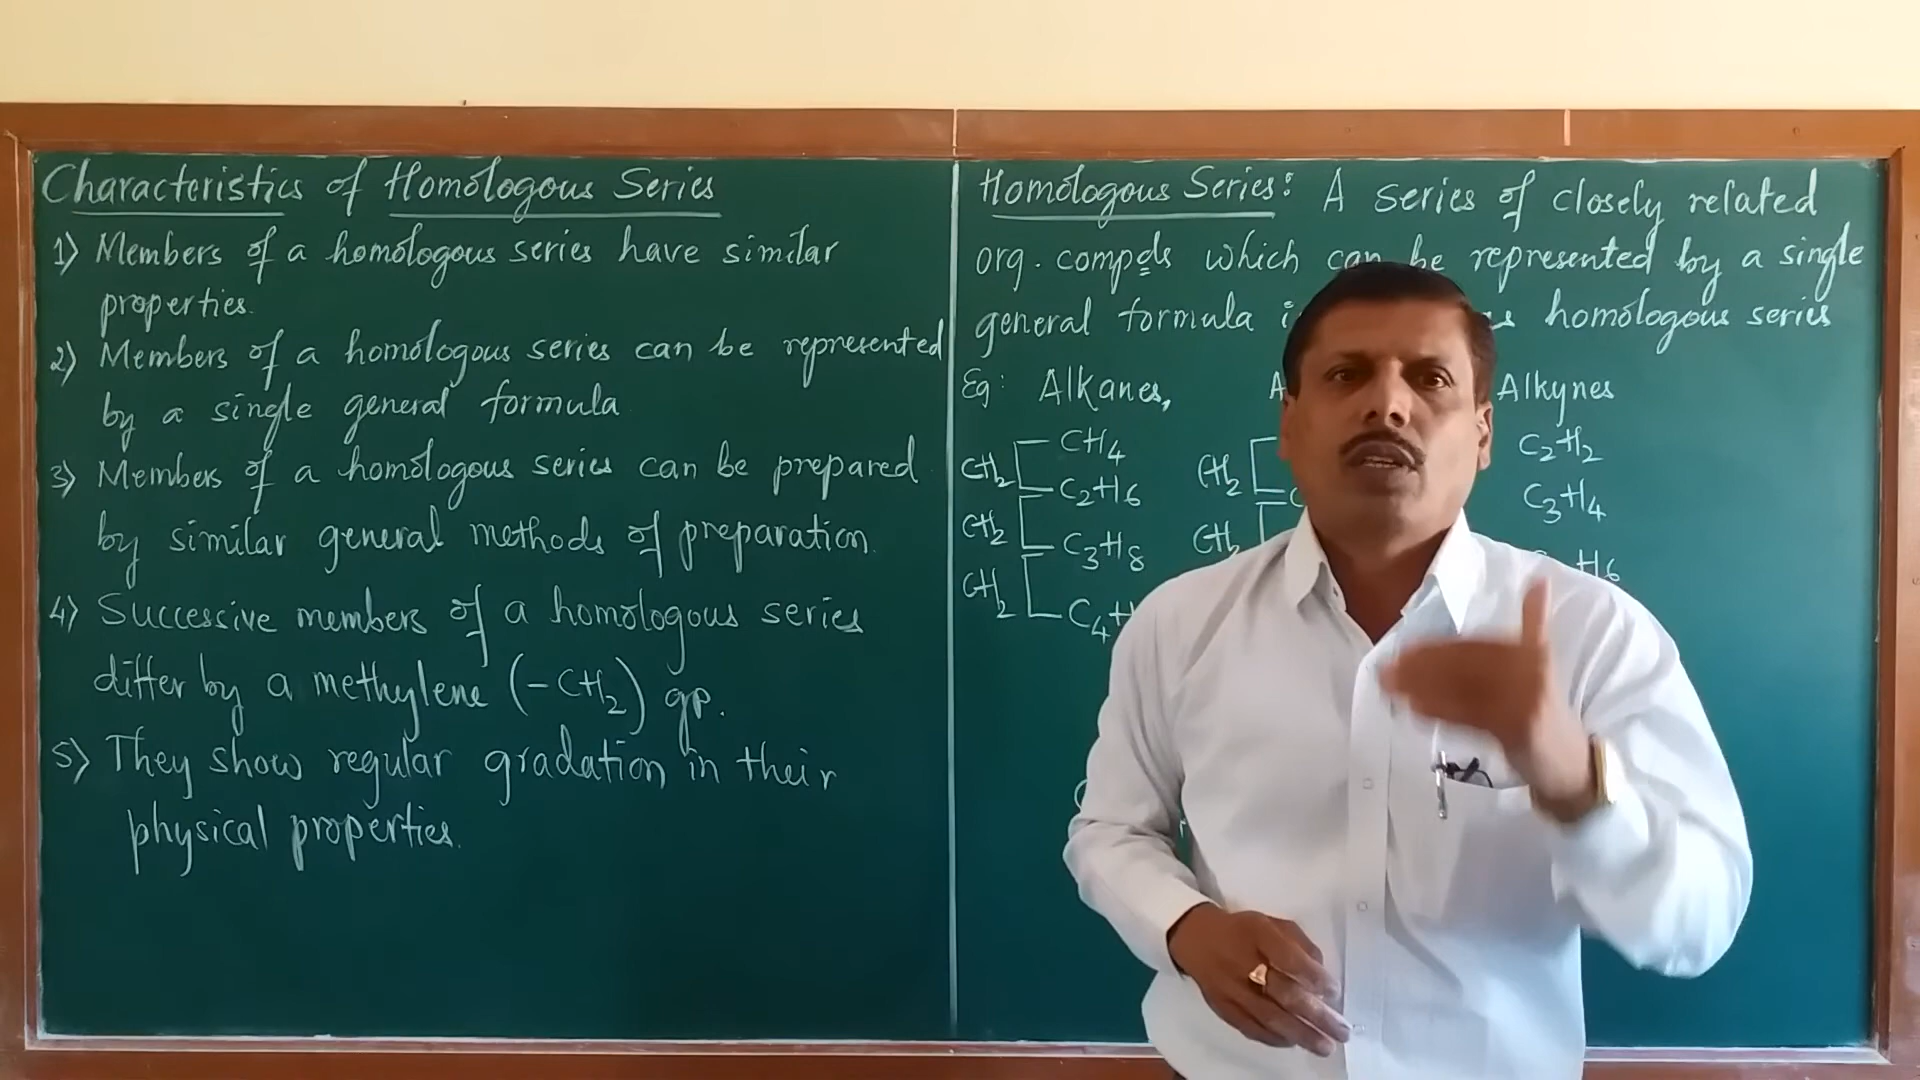 Characteristics of Homologous Series
1) Members of a homologous series have similar
properties.
2) Members of a homologous series can be represented
by a single general formula
3) Members of a homologous series can be prepared
by similar general methods of preparation.
4) Successive members of a homologous series
differ by a methylene (-CH2) gp.
5) They show regular gradation in their
physical properties.
Homologous Series: A series of closely related
org. compds which can be represented by a single
general formula homologous series
Eg: Alkanes, Alkynes
CH4 C2H2
CH2 CH2
C2H6 C3H4
CH2 CH2
C3H8 H6
CH2
C4H